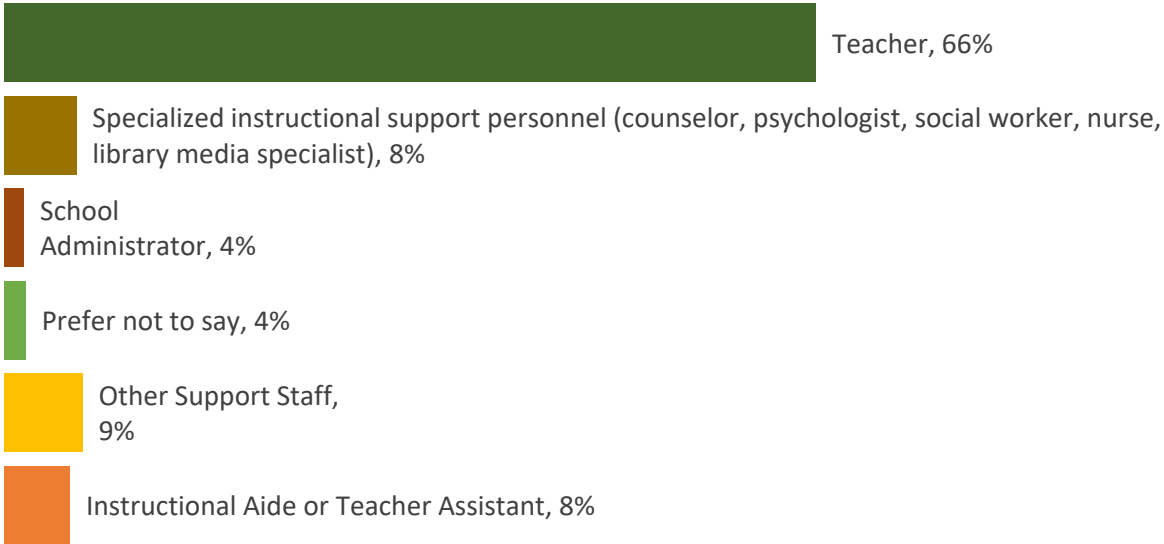 Teacher, 66%
Specialized instructional support personnel (counselor, psychologist, social worker, nurse,
library media specialist), 8%
School
Administrator, 4%
Prefer not to say, 4%
Other Support Staff,
9%
Instructional Aide or Teacher Assistant, 8%